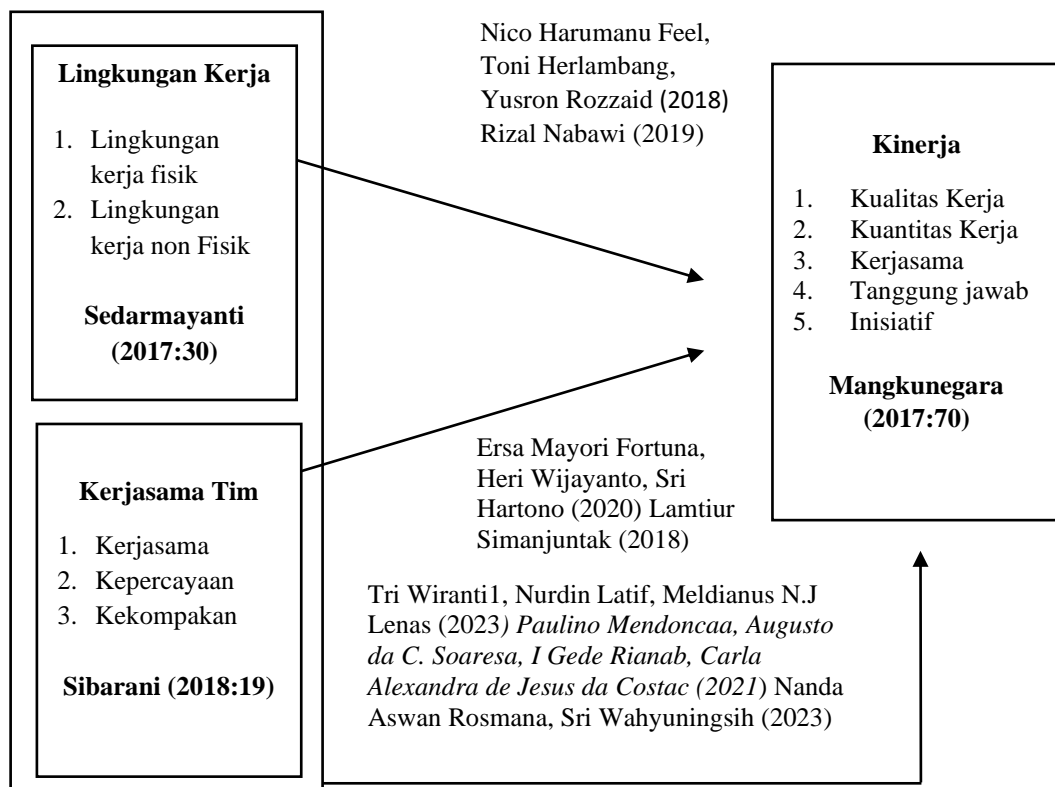 Lingkungan Kerja
1. Lingkungan
kerja fisik
2. Lingkungan
kerja non Fisik
Sedarmayanti
(2017:30)
Kerjasama Tim
1. Kerjasama
2. Kepercayaan
3. Kekompakan
Sibarani (2018:19)
Nico Harumanu Feel,
Toni Herlambang,
Yusron Rozzaid (2018)
Rizal Nabawi (2019)
Ersa Mayori Fortuna,
Heri Wijayanto, Sri
Hartono (2020) Lamtiur
Simanjuntak (2018)
Tri Wiranti1, Nurdin Latif, Meldianus N.J
Lenas (2023) Paulino Mendoncaa, Augusto
da C. Soaresa, I Gede Rianab, Carla
Alexandra de Jesus da Costac (2021) Nanda
Aswan Rosmana, Sri Wahyuningsih (2023)
Kinerja
1. Kualitas Kerja
2. Kuantitas Kerja
3. Kerjasama
4. Tanggung jawab
5. Inisiatif
Mangkunegara
(2017:70)